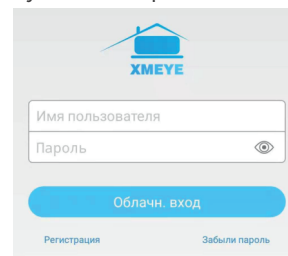 XMEYE
Имя пользователя
Пароль
Облачн. вход
Регистрация Забыли пароль